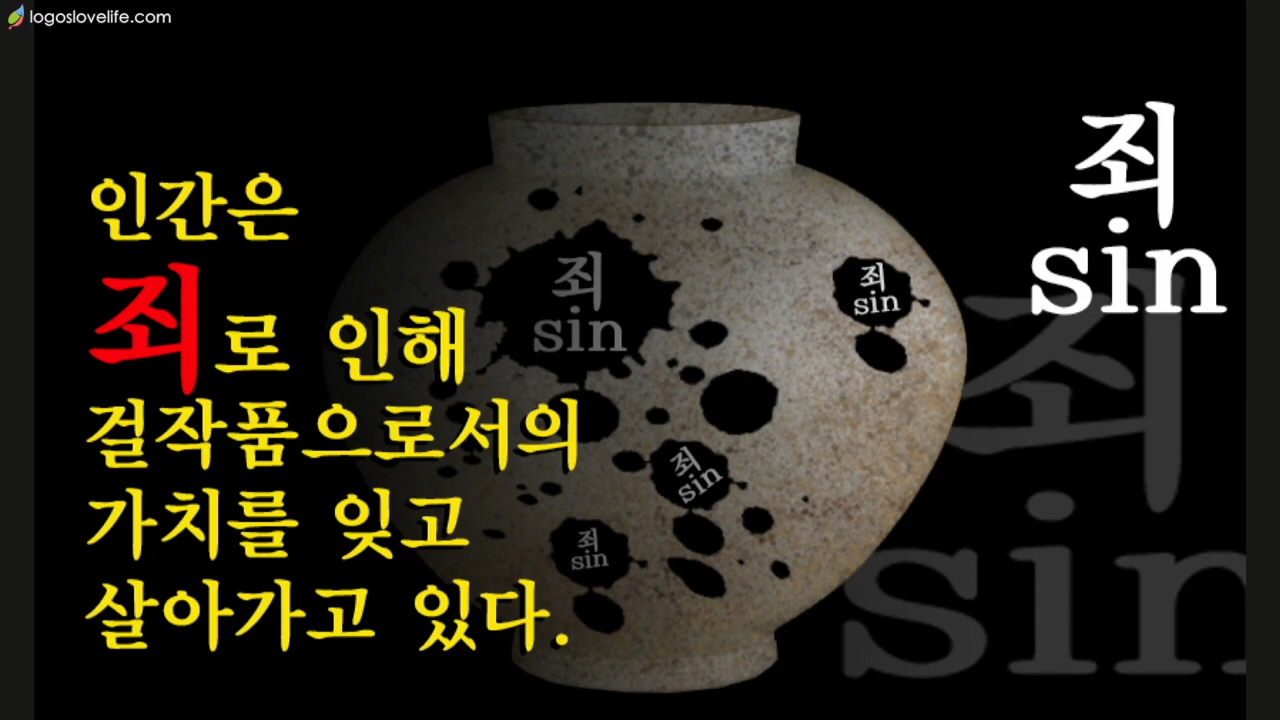 logoslovelife.com
인간은
죄로 인해
걸작품으로서의
가치를 잊고
살아가고 있다.
죄
sin
죄
sin
죄
sin
죄
sin
죄
sin
죄
sin